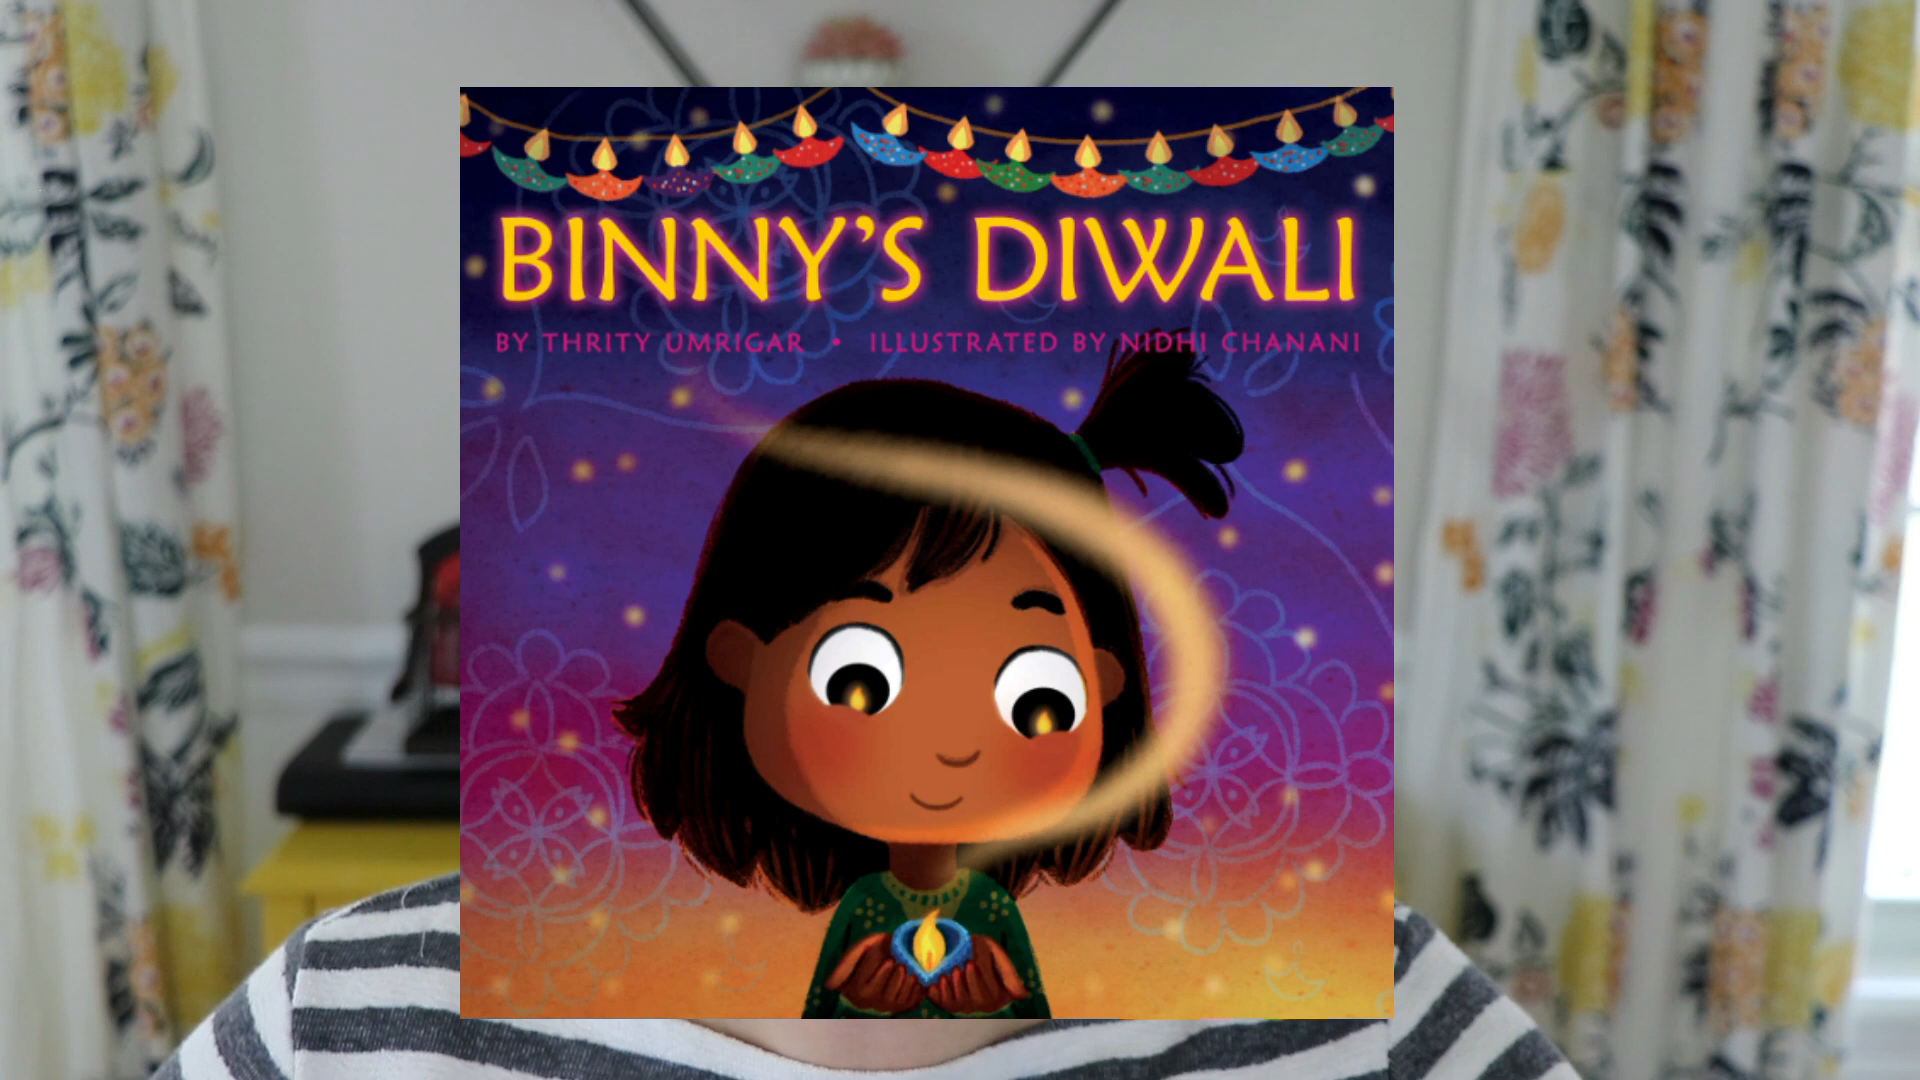 BINNY'S DIWALI
BY THRITY UMRIGAR • ILLUSTRATED BY NIDHI CHANANI